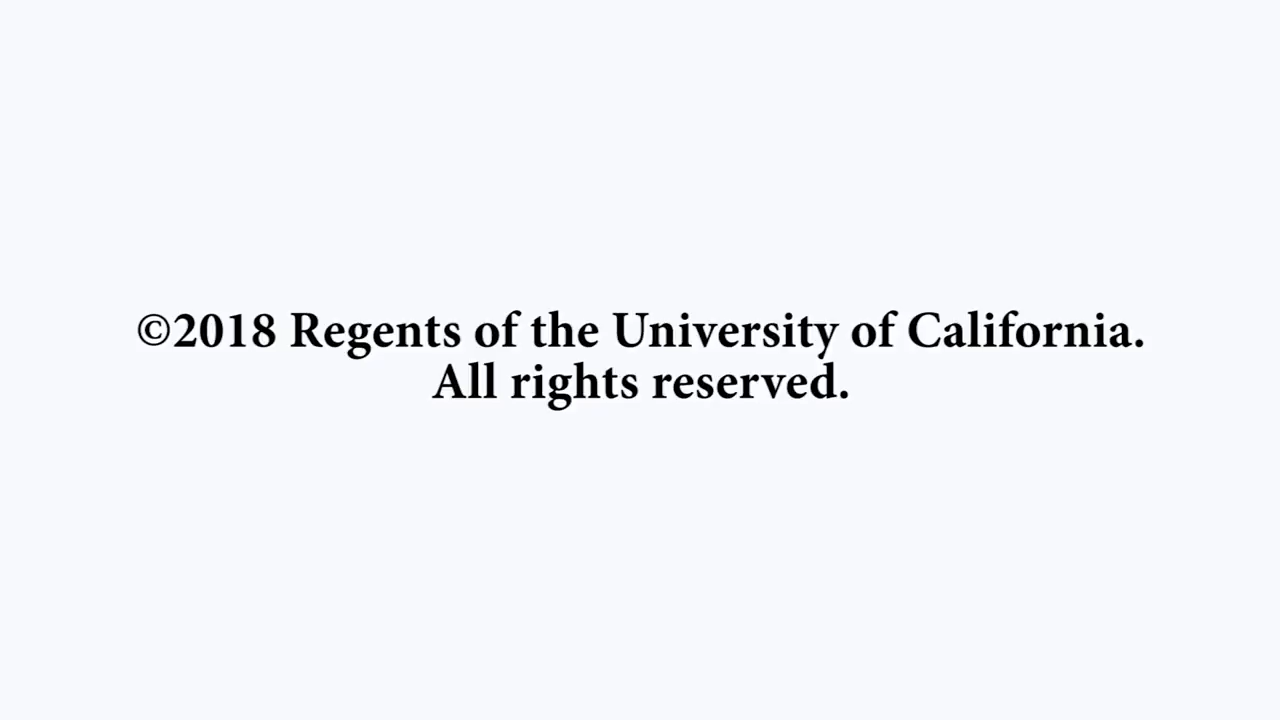 ©2018 Regents of the University of California.
All rights reserved.